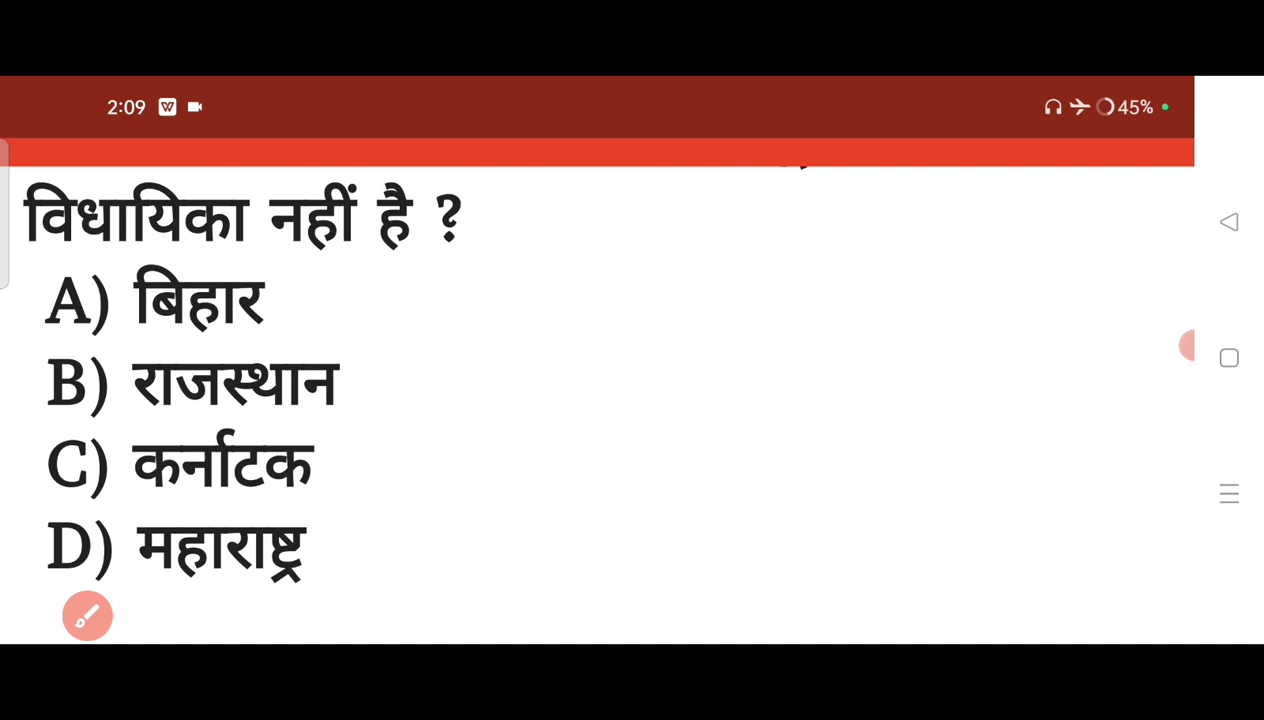 2:09 W 45%
विधायिका नहीं है ?
A) बिहार
B) राजस्थान
C) कर्नाटक
D) महाराष्ट्र